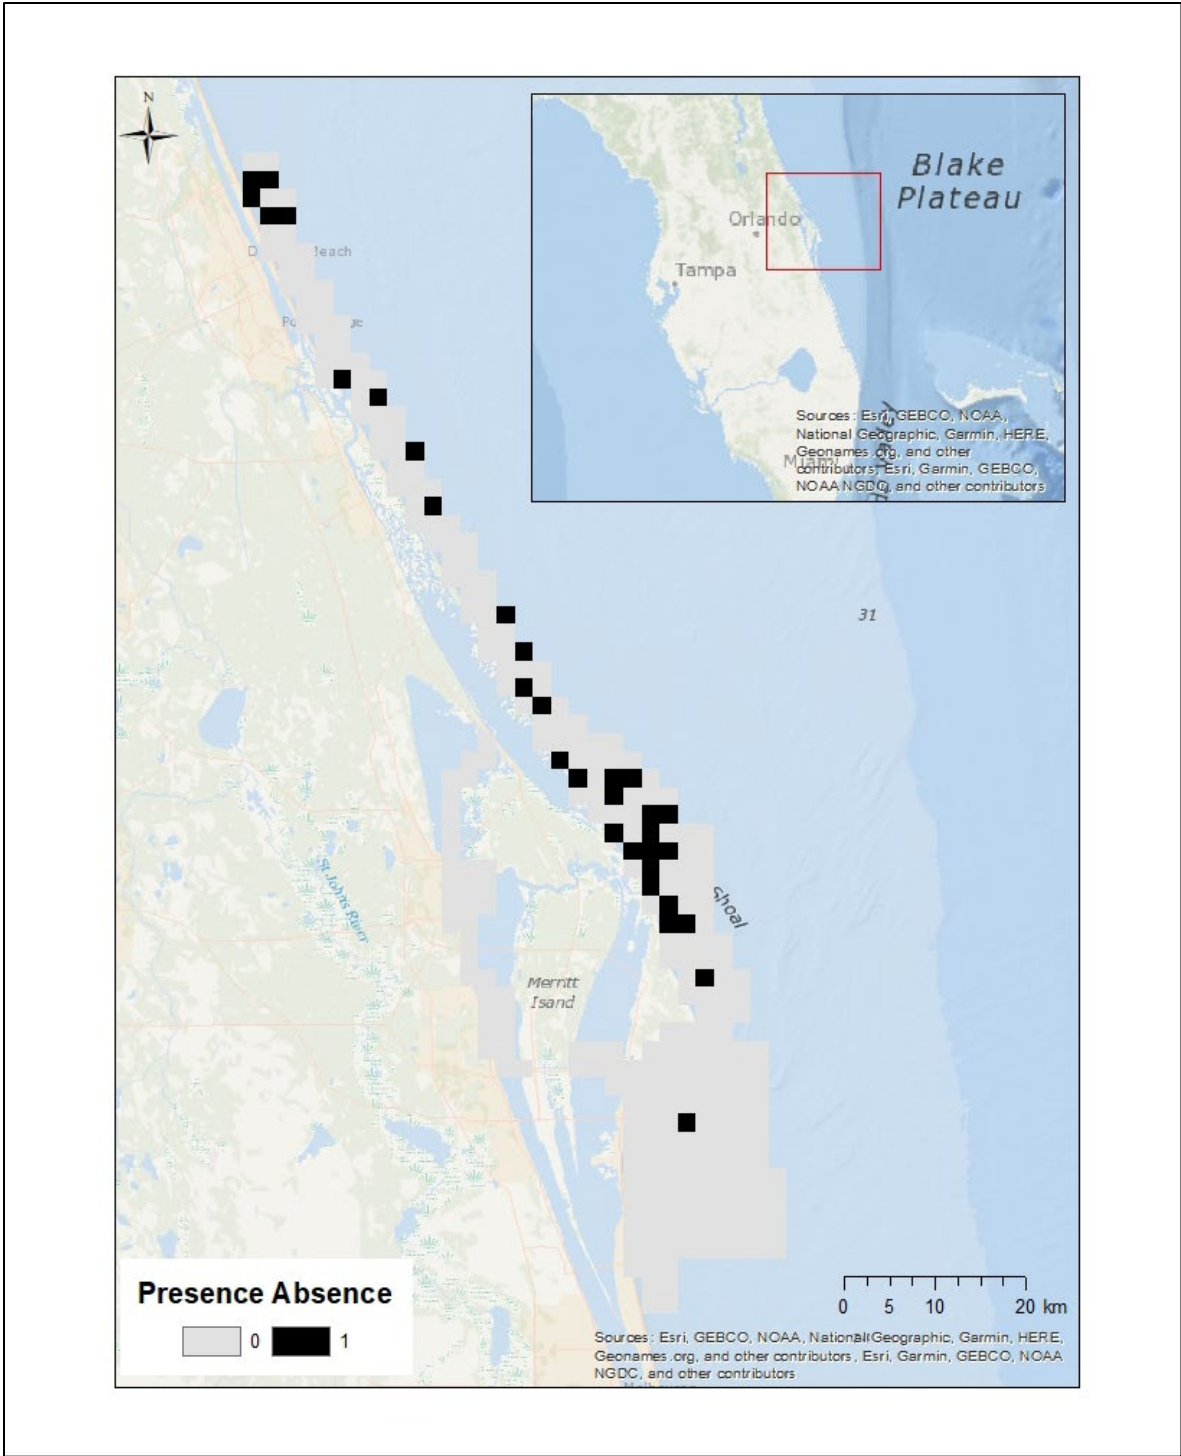 N
Blake
Plateau
Orlando
Tampa
Sources: Esri, GEBCO, NOAA,
National Geographic, Garmin, HERE,
Geonames.org, and other
contributors, Esri, Garmin, GEBCO,
NOAA NGDC, and other contributors
Miami
Beach
31
St Johns River
Shoal
Merritt
Island
Presence Absence
0 1
0 5 10 20 km
Sources: Esri, GEBCO, NOAA, National Geographic, Garmin, HERE,
Geonames.org, and other contributors, Esri, Garmin, GEBCO, NOAA
NGDC, and other contributors